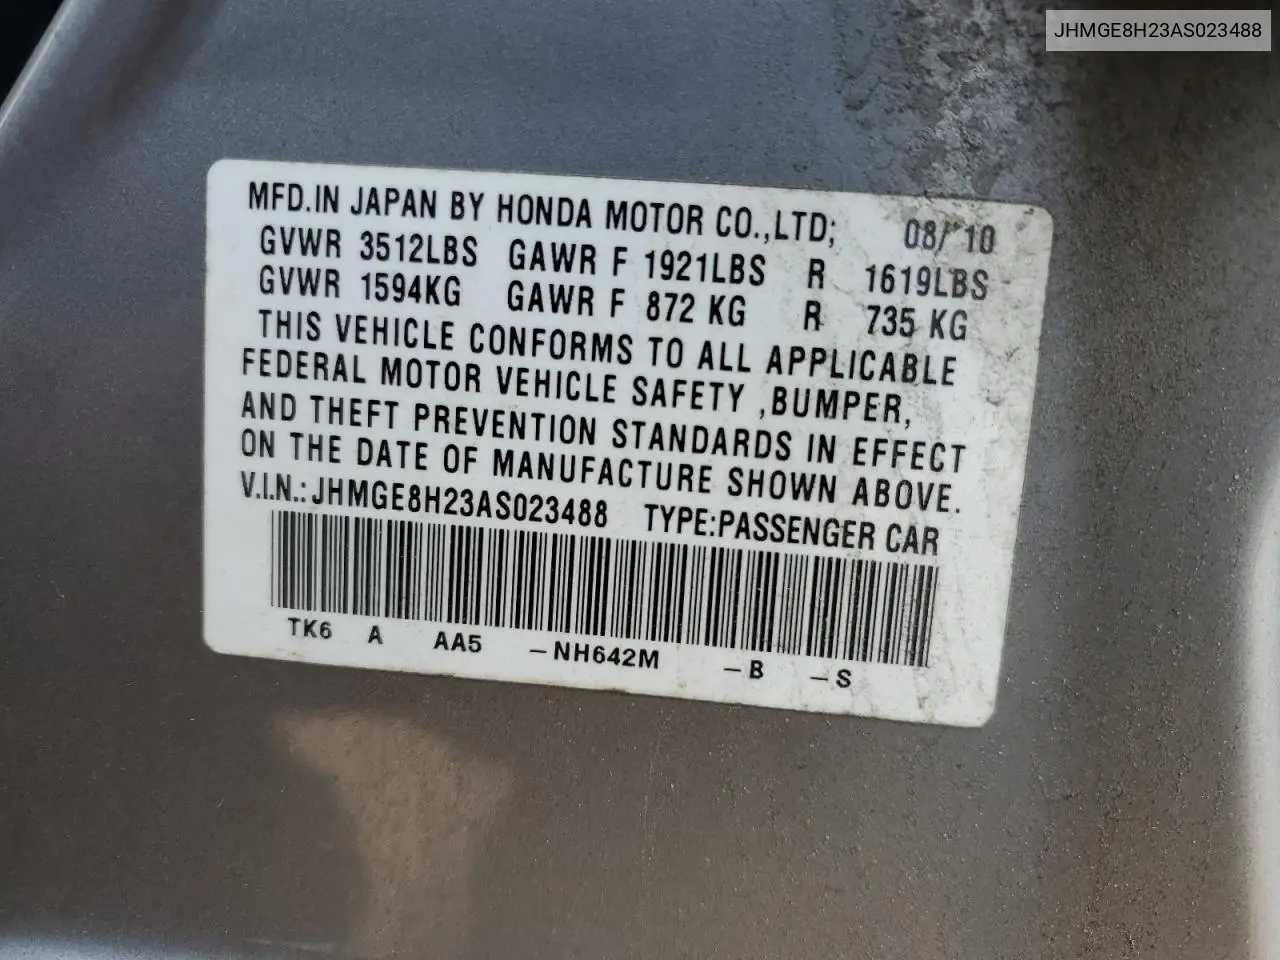 JHMGE8H23AS023488
MFD.IN JAPAN BY HONDA MOTOR CO.,LTD; 08/10
GVWR 3512LBS GAWR F 1921LBS R 1619LBS
GVWR 1594KG GAWR F 872 KG R 735 KG
THIS VEHICLE CONFORMS TO ALL APPLICABLE
FEDERAL MOTOR VEHICLE SAFETY ,BUMPER,
AND THEFT PREVENTION STANDARDS IN EFFECT
ON THE DATE OF MANUFACTURE SHOWN ABOVE.
V.I.N.: JHMGE8H23AS023488 TYPE:PASSENGER CAR
TK6 A AA5 –NH642M –B –S